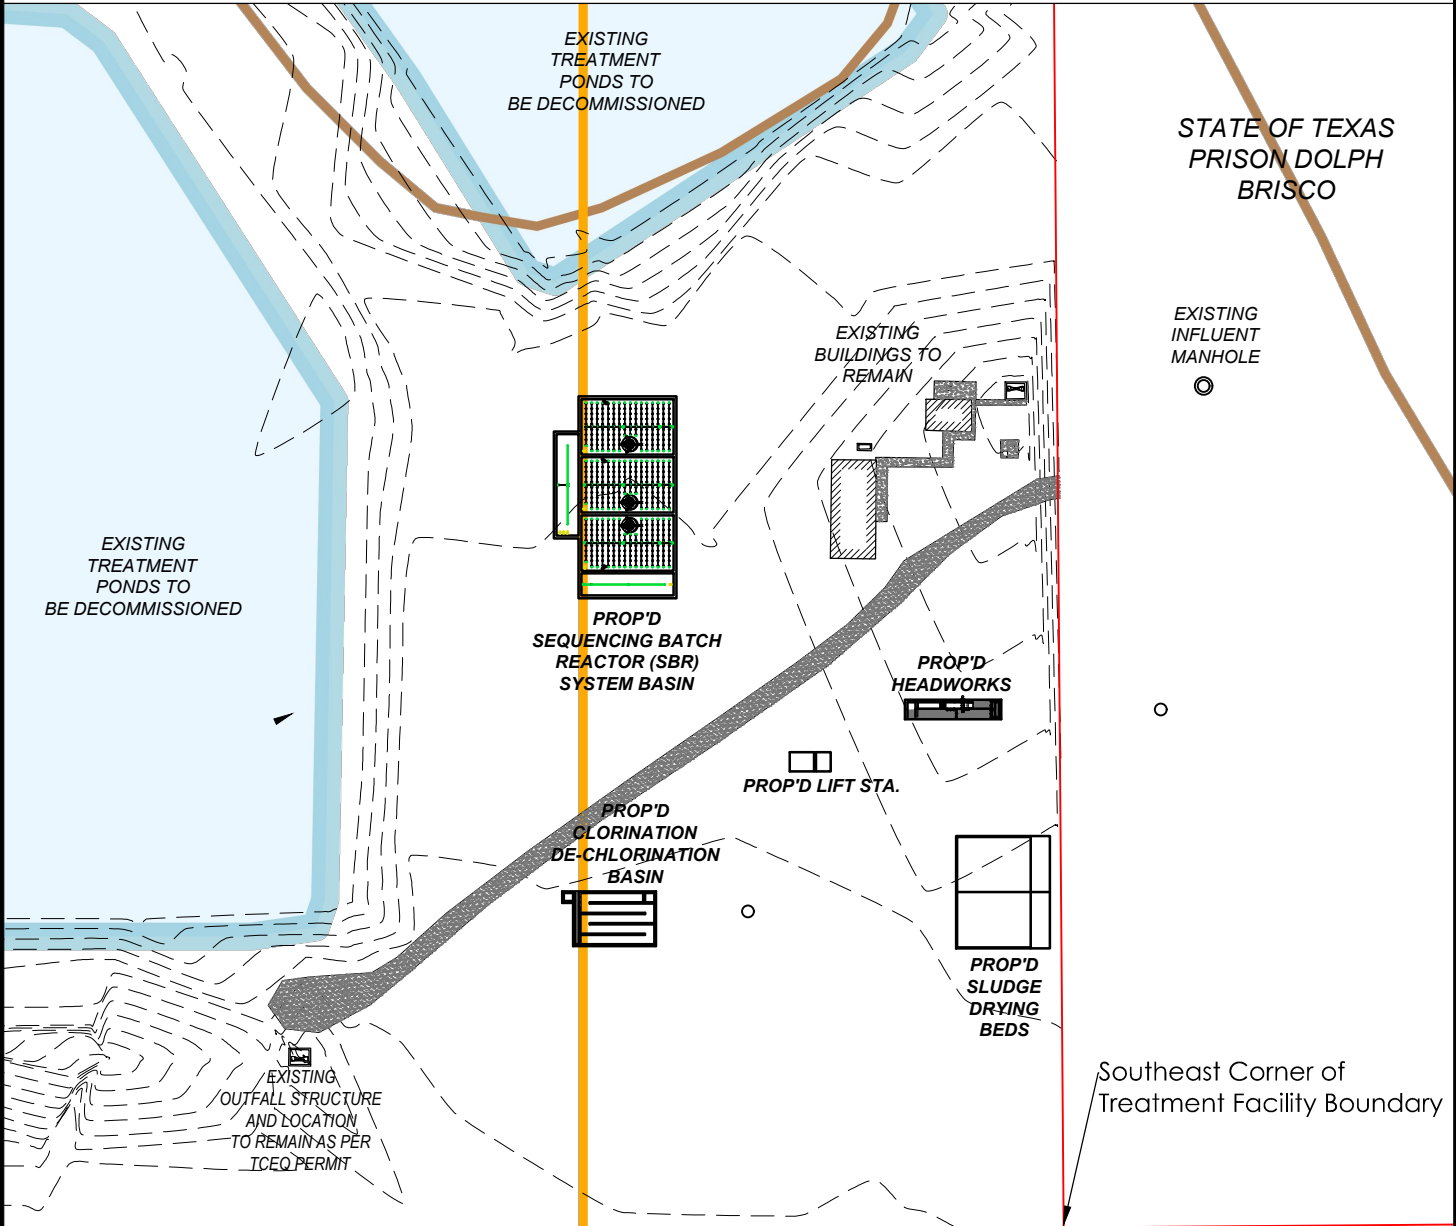 EXISTING
TREATMENT
PONDS TO
BE DECOMMISSIONED
STATE OF TEXAS
PRISON DOLPH
BRISCO
EXISTING
INFLUENT
MANHOLE
EXISTING
BUILDINGS TO
REMAIN
EXISTING
TREATMENT
PONDS TO
BE DECOMMISSIONED
PROP'D
SEQUENCING BATCH
REACTOR (SBR)
SYSTEM BASIN
PROP'D
HEADWORKS
PROP'D LIFT STA.
PROP'D
CLORINATION
DE-CHLORINATION
BASIN
PROP'D
SLUDGE
DRYING
BEDS
EXISTING
OUTFALL STRUCTURE
AND LOCATION
TO REMAIN AS PER
TCEQ PERMIT
Southeast Corner of
Treatment Facility Boundary